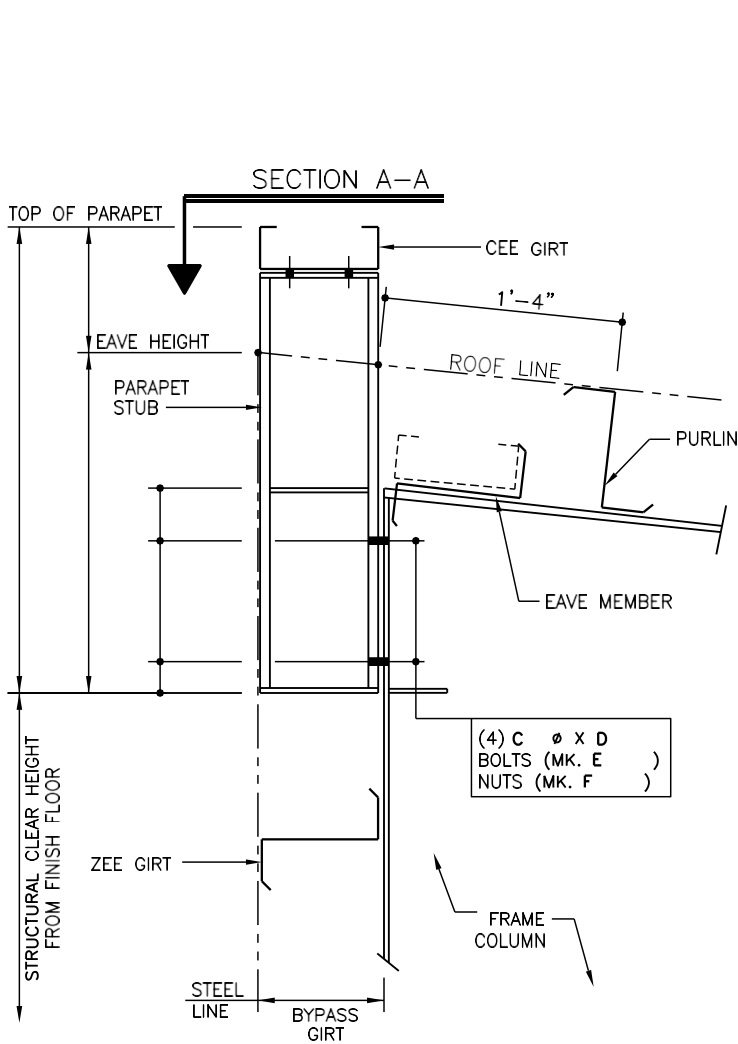 SECTION A-A
TOP OF PARAPET
CEE GIRT
1'-4"
EAVE HEIGHT
ROOF LINE
PARAPET
STUB
PURLIN
EAVE MEMBER
(4) C ø X D
BOLTS (MK. E )
NUTS (MK. F )
STRUCTURAL CLEAR HEIGHT
FROM FINISH FLOOR
ZEE GIRT
FRAME
COLUMN
STEEL
LINE
BYPASS
GIRT